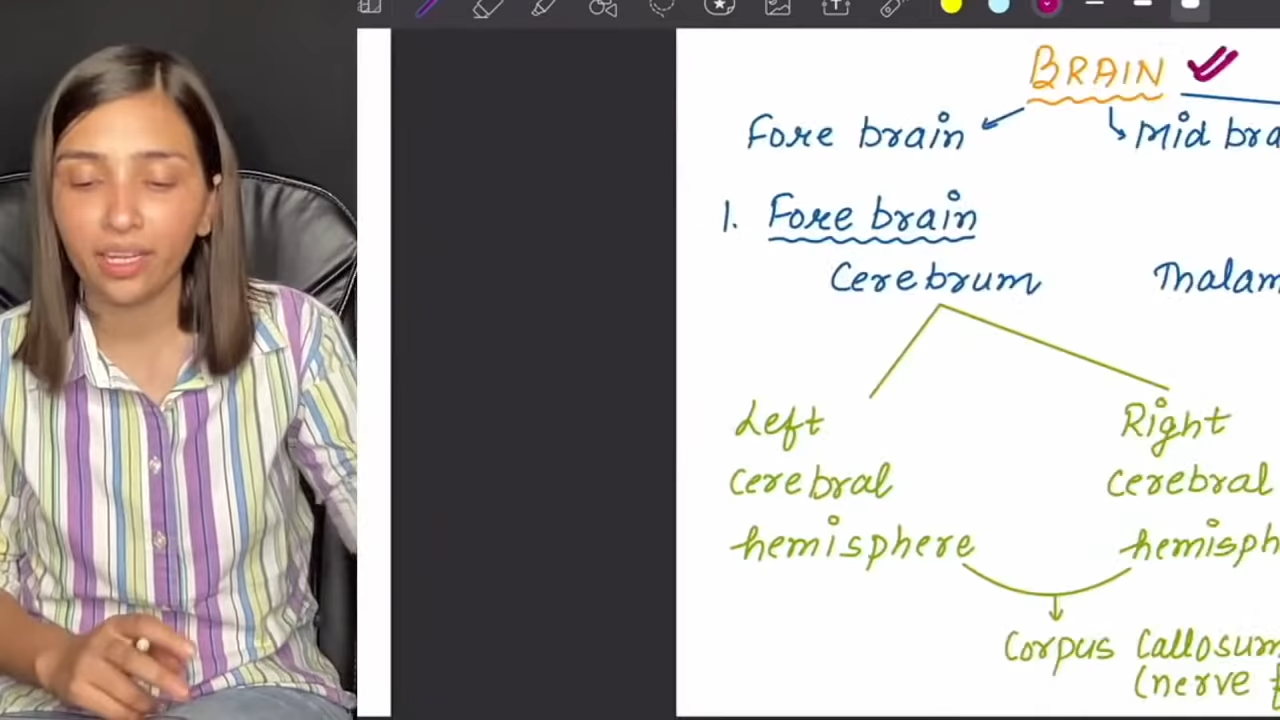 BRAIN
Fore brain Mid bra
1. Fore brain
Cerebrum Thalam
Left Right
cerebral cerebral
hemisphere hemisph
Corpus Callosum
(nerve f